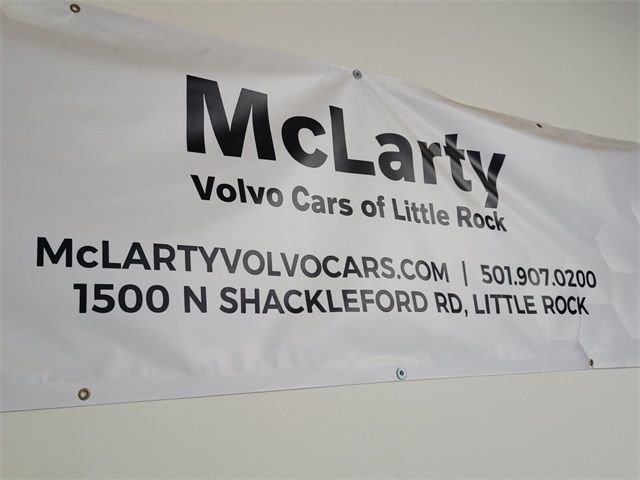 McLarty
Volvo Cars of Little Rock
McLARTYVOLVOCARS.COM | 501.907.0200
1500 N SHACKLEFORD RD, LITTLE ROCK